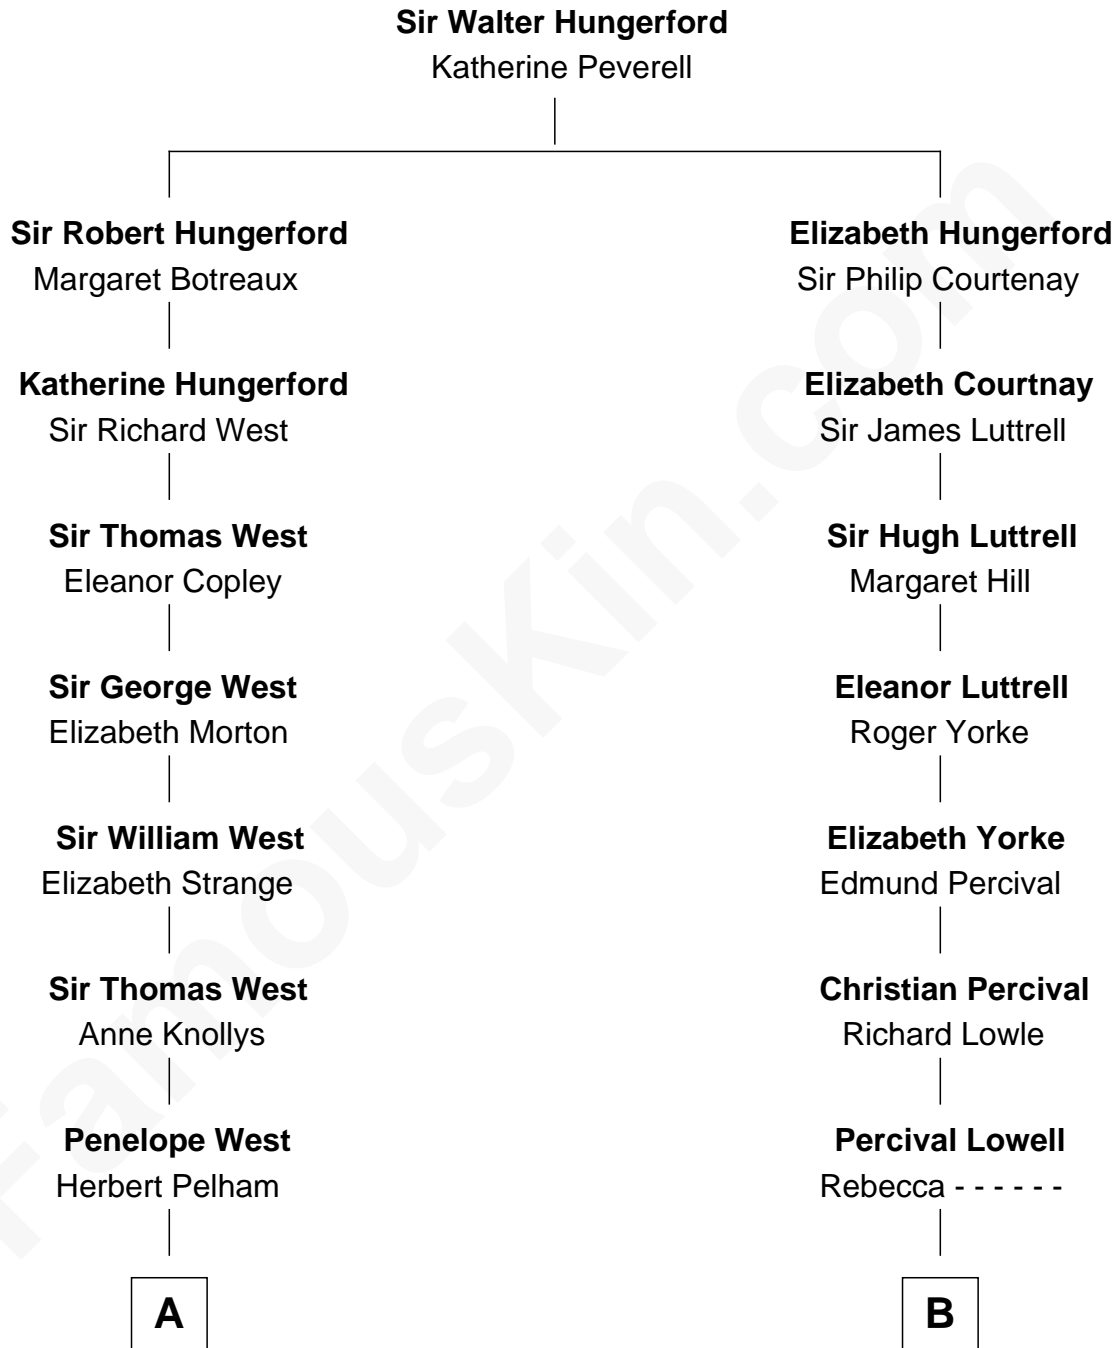 Sir Walter Hungerford
Katherine Peverell
Sir Robert Hungerford
Margaret Botreaux
Elizabeth Hungerford
Sir Philip Courtenay
Katherine Hungerford
Sir Richard West
Elizabeth Courtnay
Sir James Luttrell
Sir Thomas West
Eleanor Copley
Sir Hugh Luttrell
Margaret Hill
Sir George West
Elizabeth Morton
Eleanor Luttrell
Roger Yorke
Sir William West
Elizabeth Strange
Elizabeth Yorke
Edmund Percival
Sir Thomas West
Anne Knollys
Christian Percival
Richard Lowle
Penelope West
Herbert Pelham
Percival Lowell
Rebecca - - - - - -
A
B
FamousKin.com